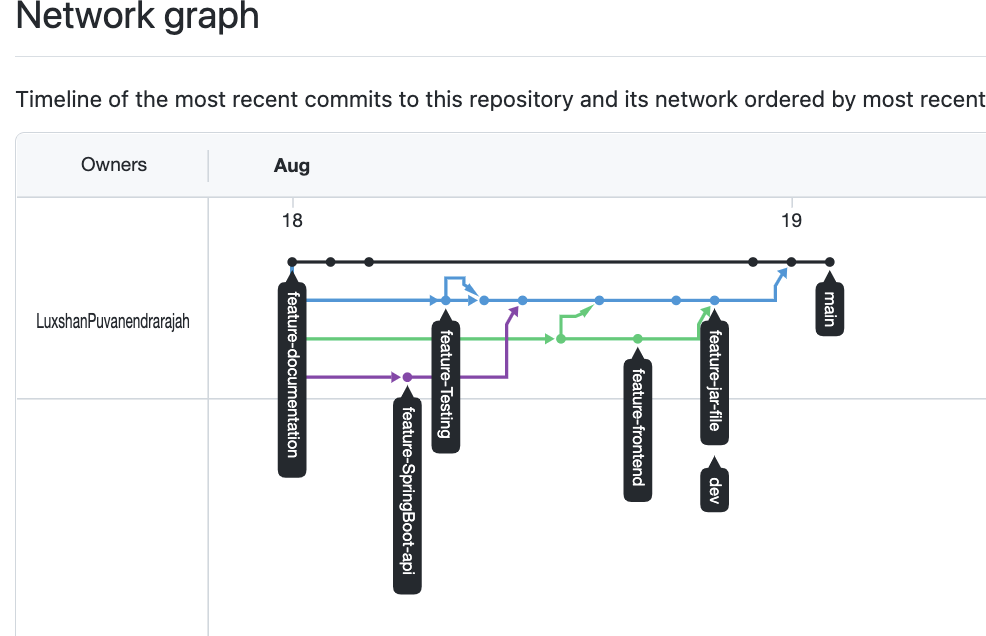 Network graph
Timeline of the most recent commits to this repository and its network ordered by most recent
Owners
Aug
18
19
LuxshanPuvanendrarajah
feature-documentation
feature-SpringBoot-api
feature-Testing
feature-frontend
feature-jar-file
dev
main